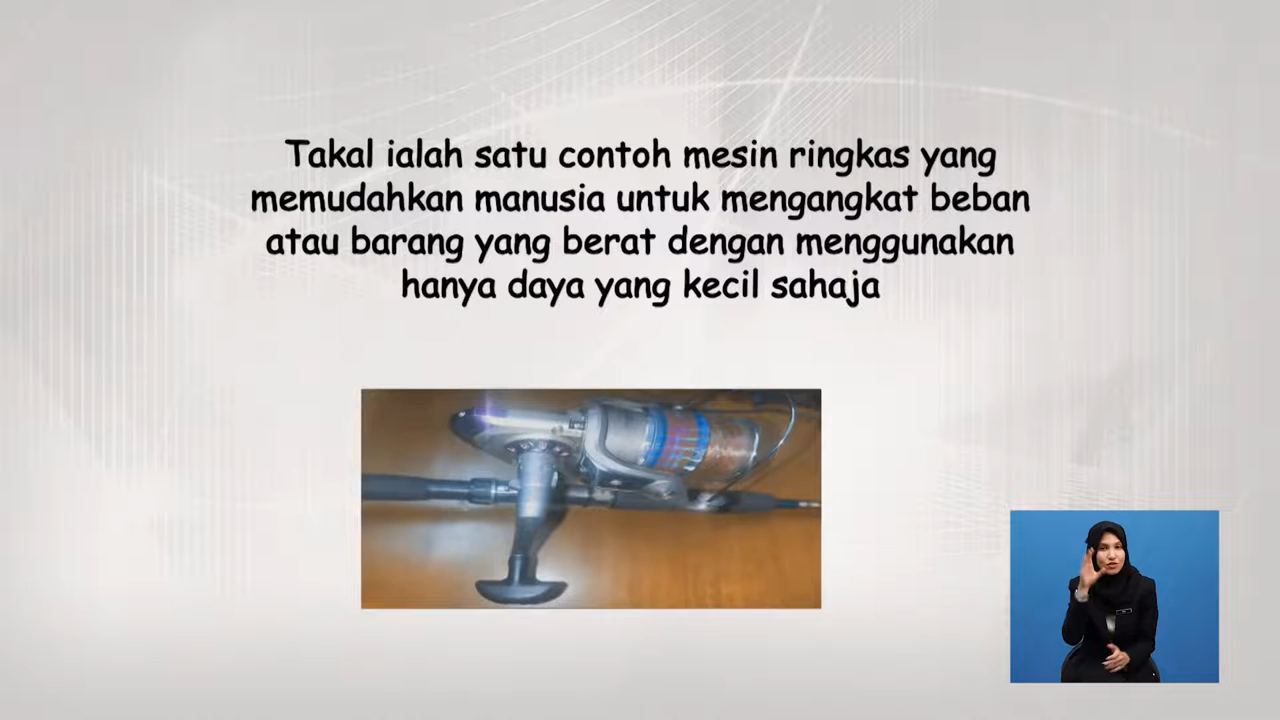 Takal ialah satu contoh mesin ringkas yang
memudahkan manusia untuk mengangkat beban
atau barang yang berat dengan menggunakan
hanya daya yang kecil sahaja